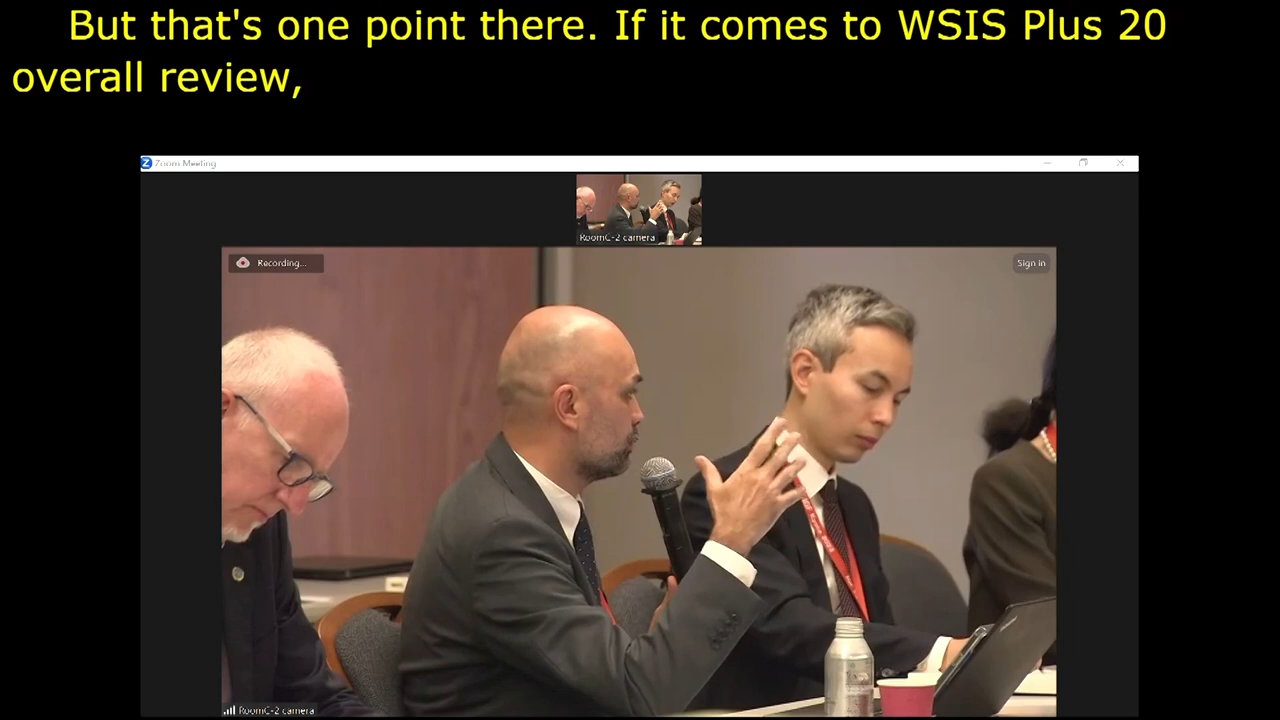 But that's one point there. If it comes to WSIS Plus 20
overall review,
Zoom Meeting
RoomC-2 camera
Recording...
Sign in
RoomC-2 camera